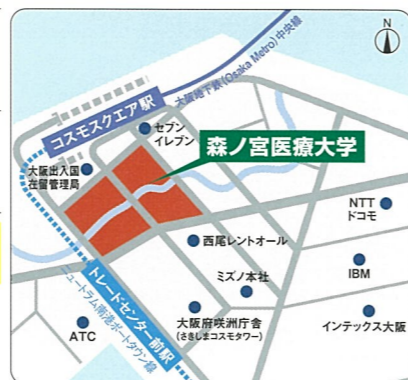 N
大阪地下鉄(Osaka Metro)中央線
コスモスクエア駅
セブン
イレブン
森ノ宮医療大学
大阪出入国
在留管理局
NTT
ドコモ
西尾レントオール
トレードセンター前駅
ニュートラム南港ポートタウン線
ミズノ本社
IBM
ATC
大阪府咲洲庁舎
(さきしまコスモタワー)
インテックス大阪